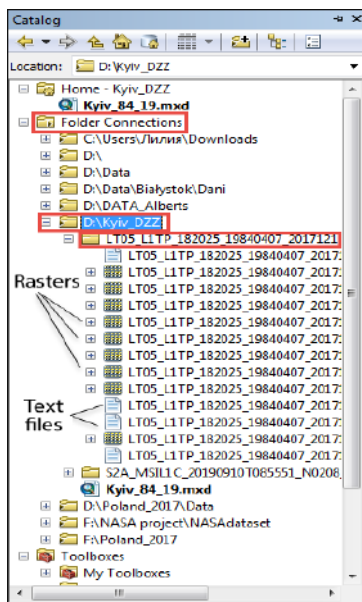 Catalog
Location: D:\Kyiv_DZZ
Home - Kyiv_DZZ
Kyiv_84_19.mxd
Folder Connections
C:\Users\Лилия\Downloads
D:\
D:\Data
D:\Data\Białystok\Dani
D:\DATA_Alberts
D:\Kyiv_DZZ
LT05_L1TP_182025_19840407_2017121
LT05_L1TP_182025_19840407_2017
LT05_L1TP_182025_19840407_2017
Rasters
LT05_L1TP_182025_19840407_2017
LT05_L1TP_182025_19840407_2017
LT05_L1TP_182025_19840407_2017
LT05_L1TP_182025_19840407_2017
LT05_L1TP_182025_19840407_2017
Text
files
LT05_L1TP_182025_19840407_2017
LT05_L1TP_182025_19840407_2017
LT05_L1TP_182025_19840407_2017
LT05_L1TP_182025_19840407_2017
S2A_MSIL1C_20190910T085551_N0208_
Kyiv_84_19.mxd
D:\Poland_2017\Data
F:\NASA project\NASAdataset
F:\Poland_2017
Toolboxes
My Toolboxes